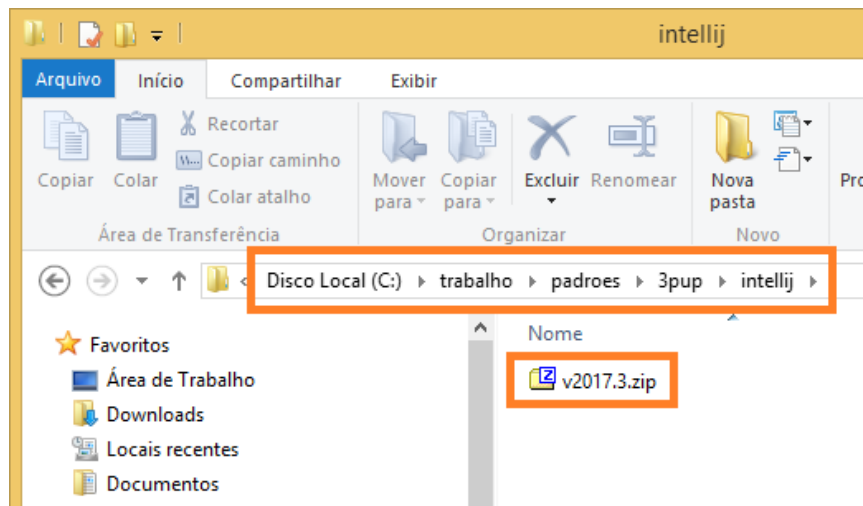 intellij
Arquivo Início Compartilhar Exibir
Copiar
Colar
Recortar
Copiar caminho
Colar atalho
Área de Transferência
Mover para
Copiar para
Excluir
Renomear
Organizar
Nova pasta
Novo
Disco Local (C:) trabalho padroes 3pup intellij
Favoritos
Área de Trabalho
Downloads
Locais recentes
Documentos
Nome
v2017.3.zip